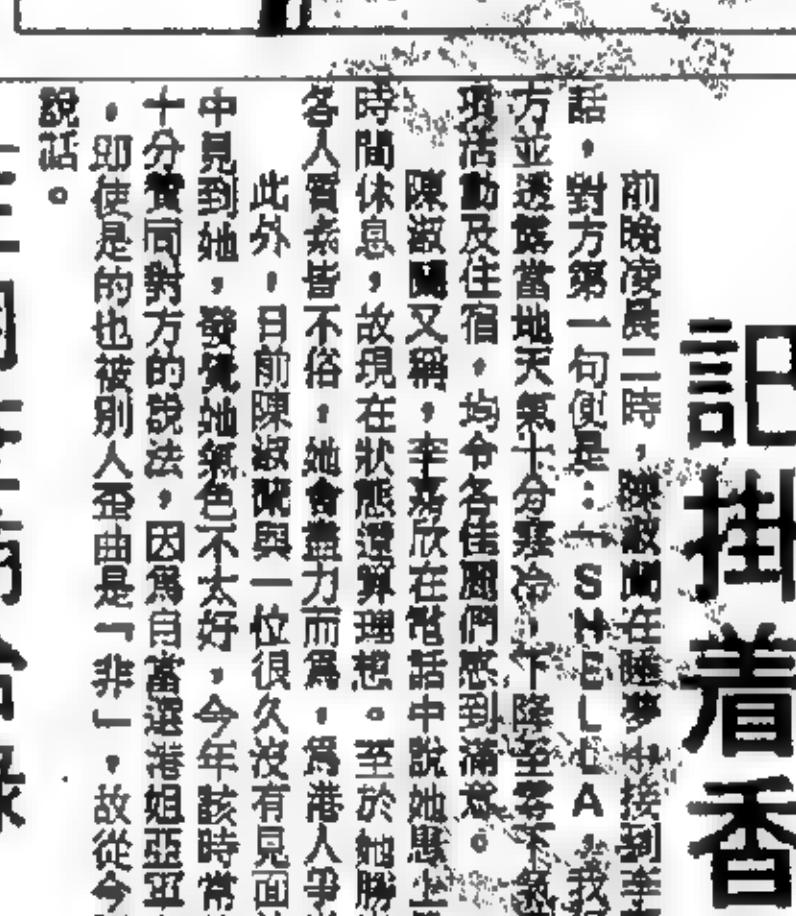 記掛着香
前晚凌晨二時，陳淑蘭在睡夢中接到李
話，對方第一句便是：「SHEILA，我
方並透露當地天氣十分寒冷，下降至零下
項活動及住宿，均令各佳麗們感到滿意。
陳淑蘭又稱，李嘉欣在電話中說她患上
時間休息，故現在狀態還算理想。至於她勝
各人質素皆不俗，她會盡力而為，為港人爭
此外，日前陳淑蘭與一位很久沒有見面
中見到她，發覺她氣色不太好，今年該時常
十分贊同對方的說法，因為自當選港姐亞軍
，即使是的也被別人歪曲是「非」，故從今
說話。